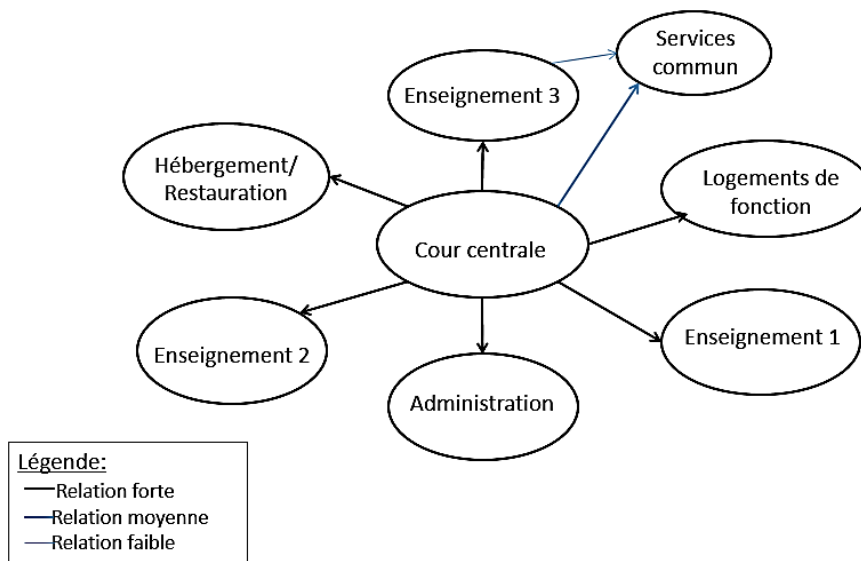 Services
commun
Enseignement 3
Hébergement/
Restauration
Logements de
fonction
Cour centrale
Enseignement 2
Enseignement 1
Administration
Légende:
Relation forte
Relation moyenne
Relation faible